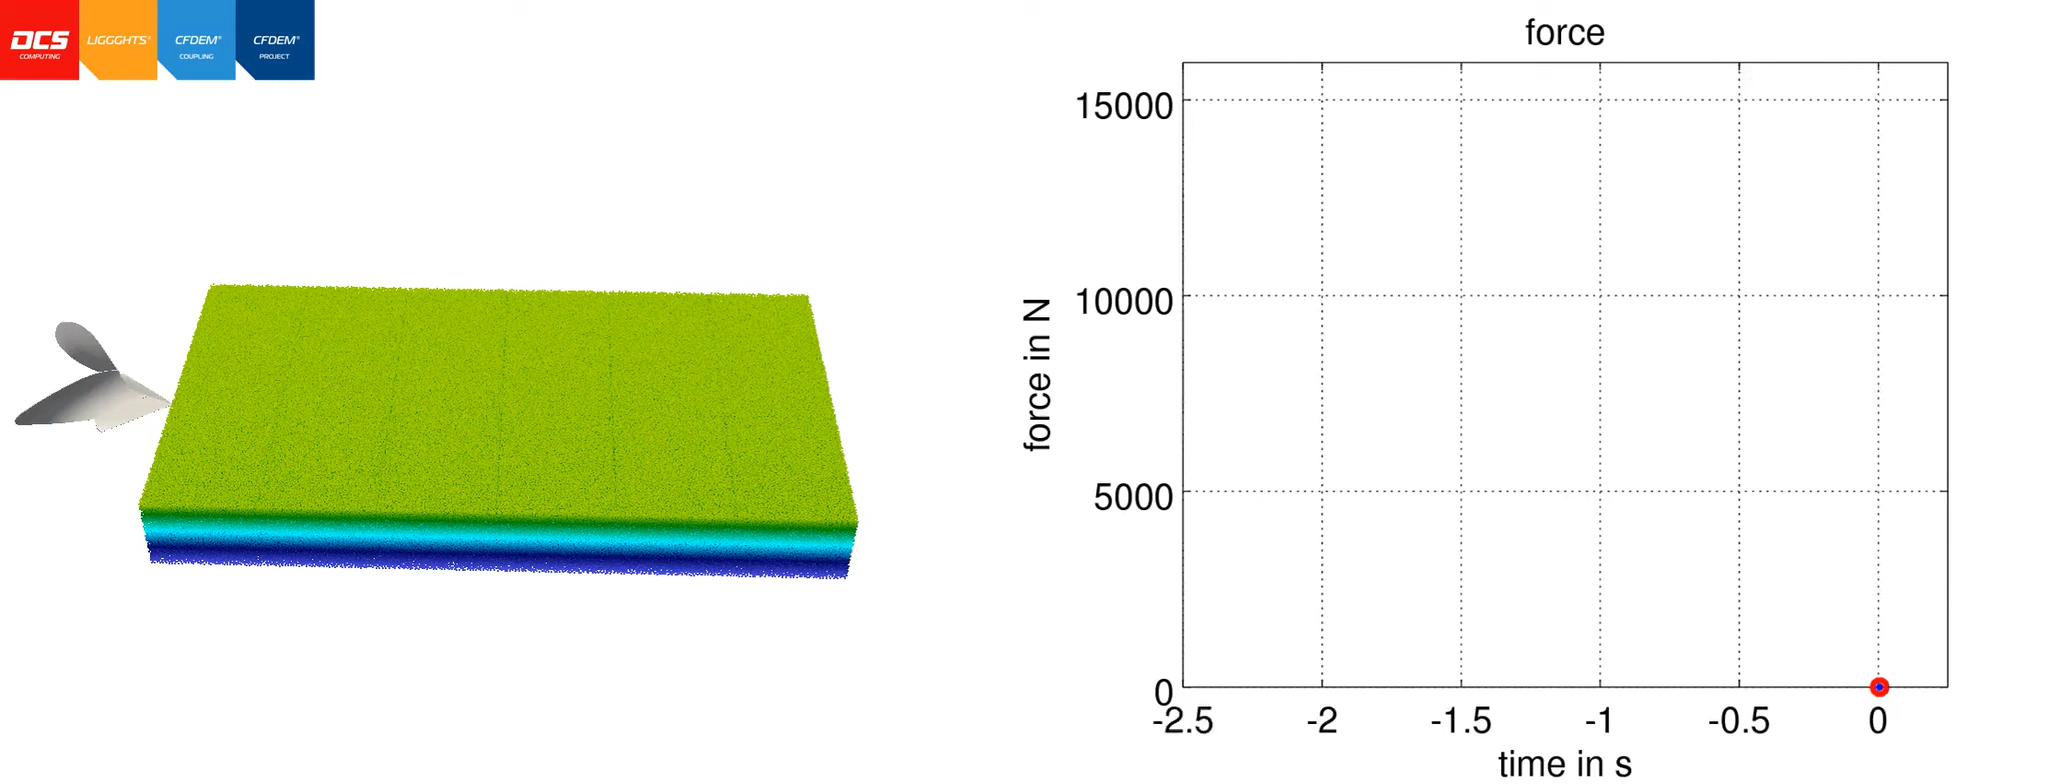 DCS
COMPUTING
LIGGGHTS®
CFDEM®
COUPLING
CFDEM®
PROJECT
force
15000
10000
5000
0
force in N
-2.5 -2 -1.5 -1 -0.5 0
time in s